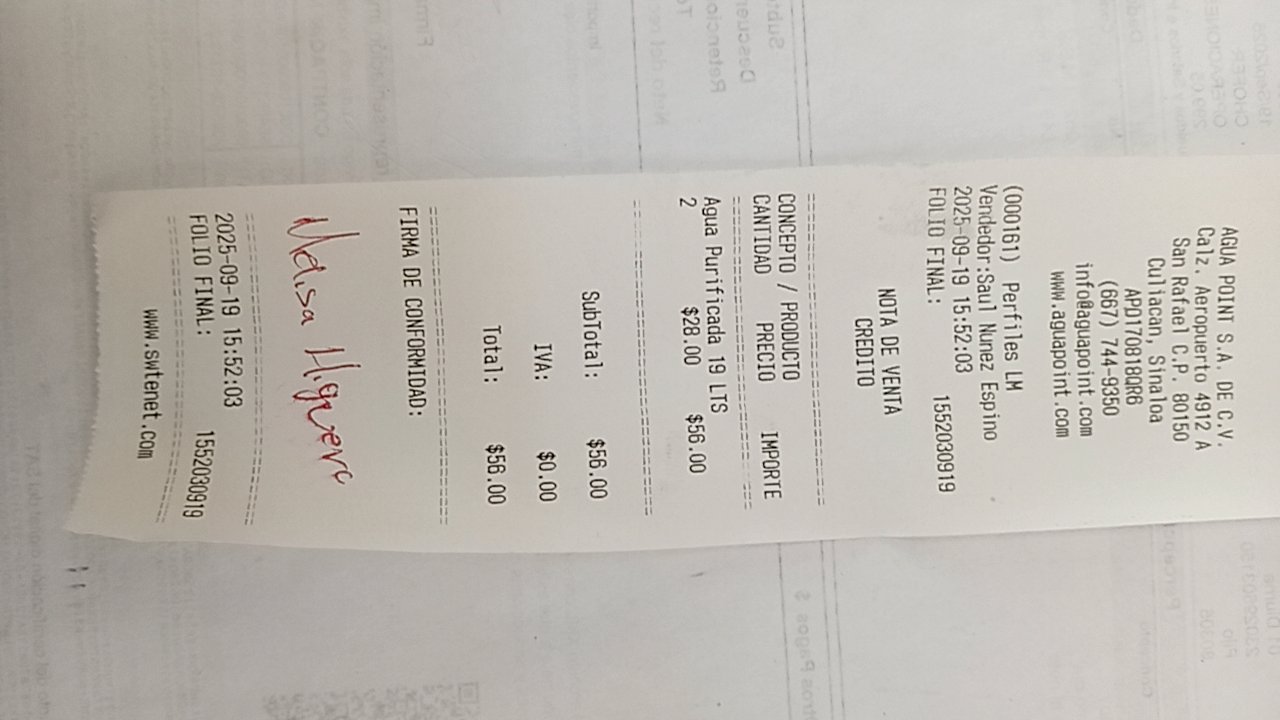 AGUA POINT S.A. DE C.V.
Calz. Aeropuerto 4912 A
San Rafael C.P. 80150
Culiacan, Sinaloa
APO170818QR6
(667) 744-9350
info@aguapoint.com
www.aguapoint.com
(000161) Perfiles LM
Vendedor:Saul Nunez Espino
2025-09-19 15:52:03
FOLIO FINAL: 1552030919
NOTA DE VENTA
CREDITO
CONCEPTO / PRODUCTO
CANTIDAD PRECIO IMPORTE
Agua Purificada 19 LTS
2 $28.00 $56.00
SubTotal: $56.00
IVA: $0.00
Total: $56.00
FIRMA DE CONFORMIDAD:
2025-09-19 15:52:03
FOLIO FINAL: 1552030919
www.swtenet.com